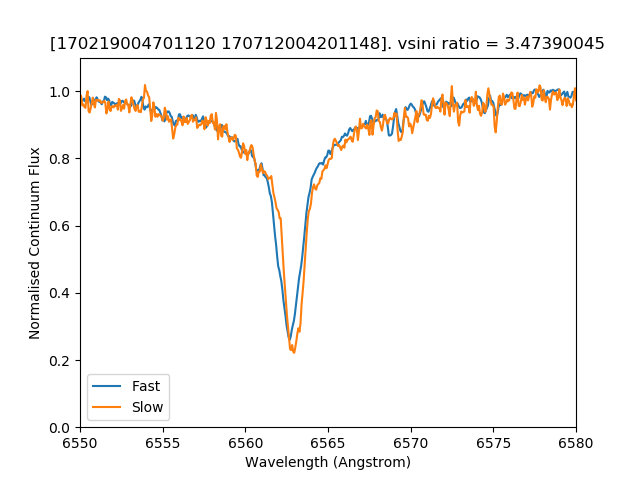 [170219004701120 170712004201148]. vsini ratio = 3.47390045
1.0
0.8
0.6
0.4
0.2
0.0
Normalised Continuum Flux
Fast
Slow
6550 6555 6560 6565 6570 6575 6580
Wavelength (Angstrom)